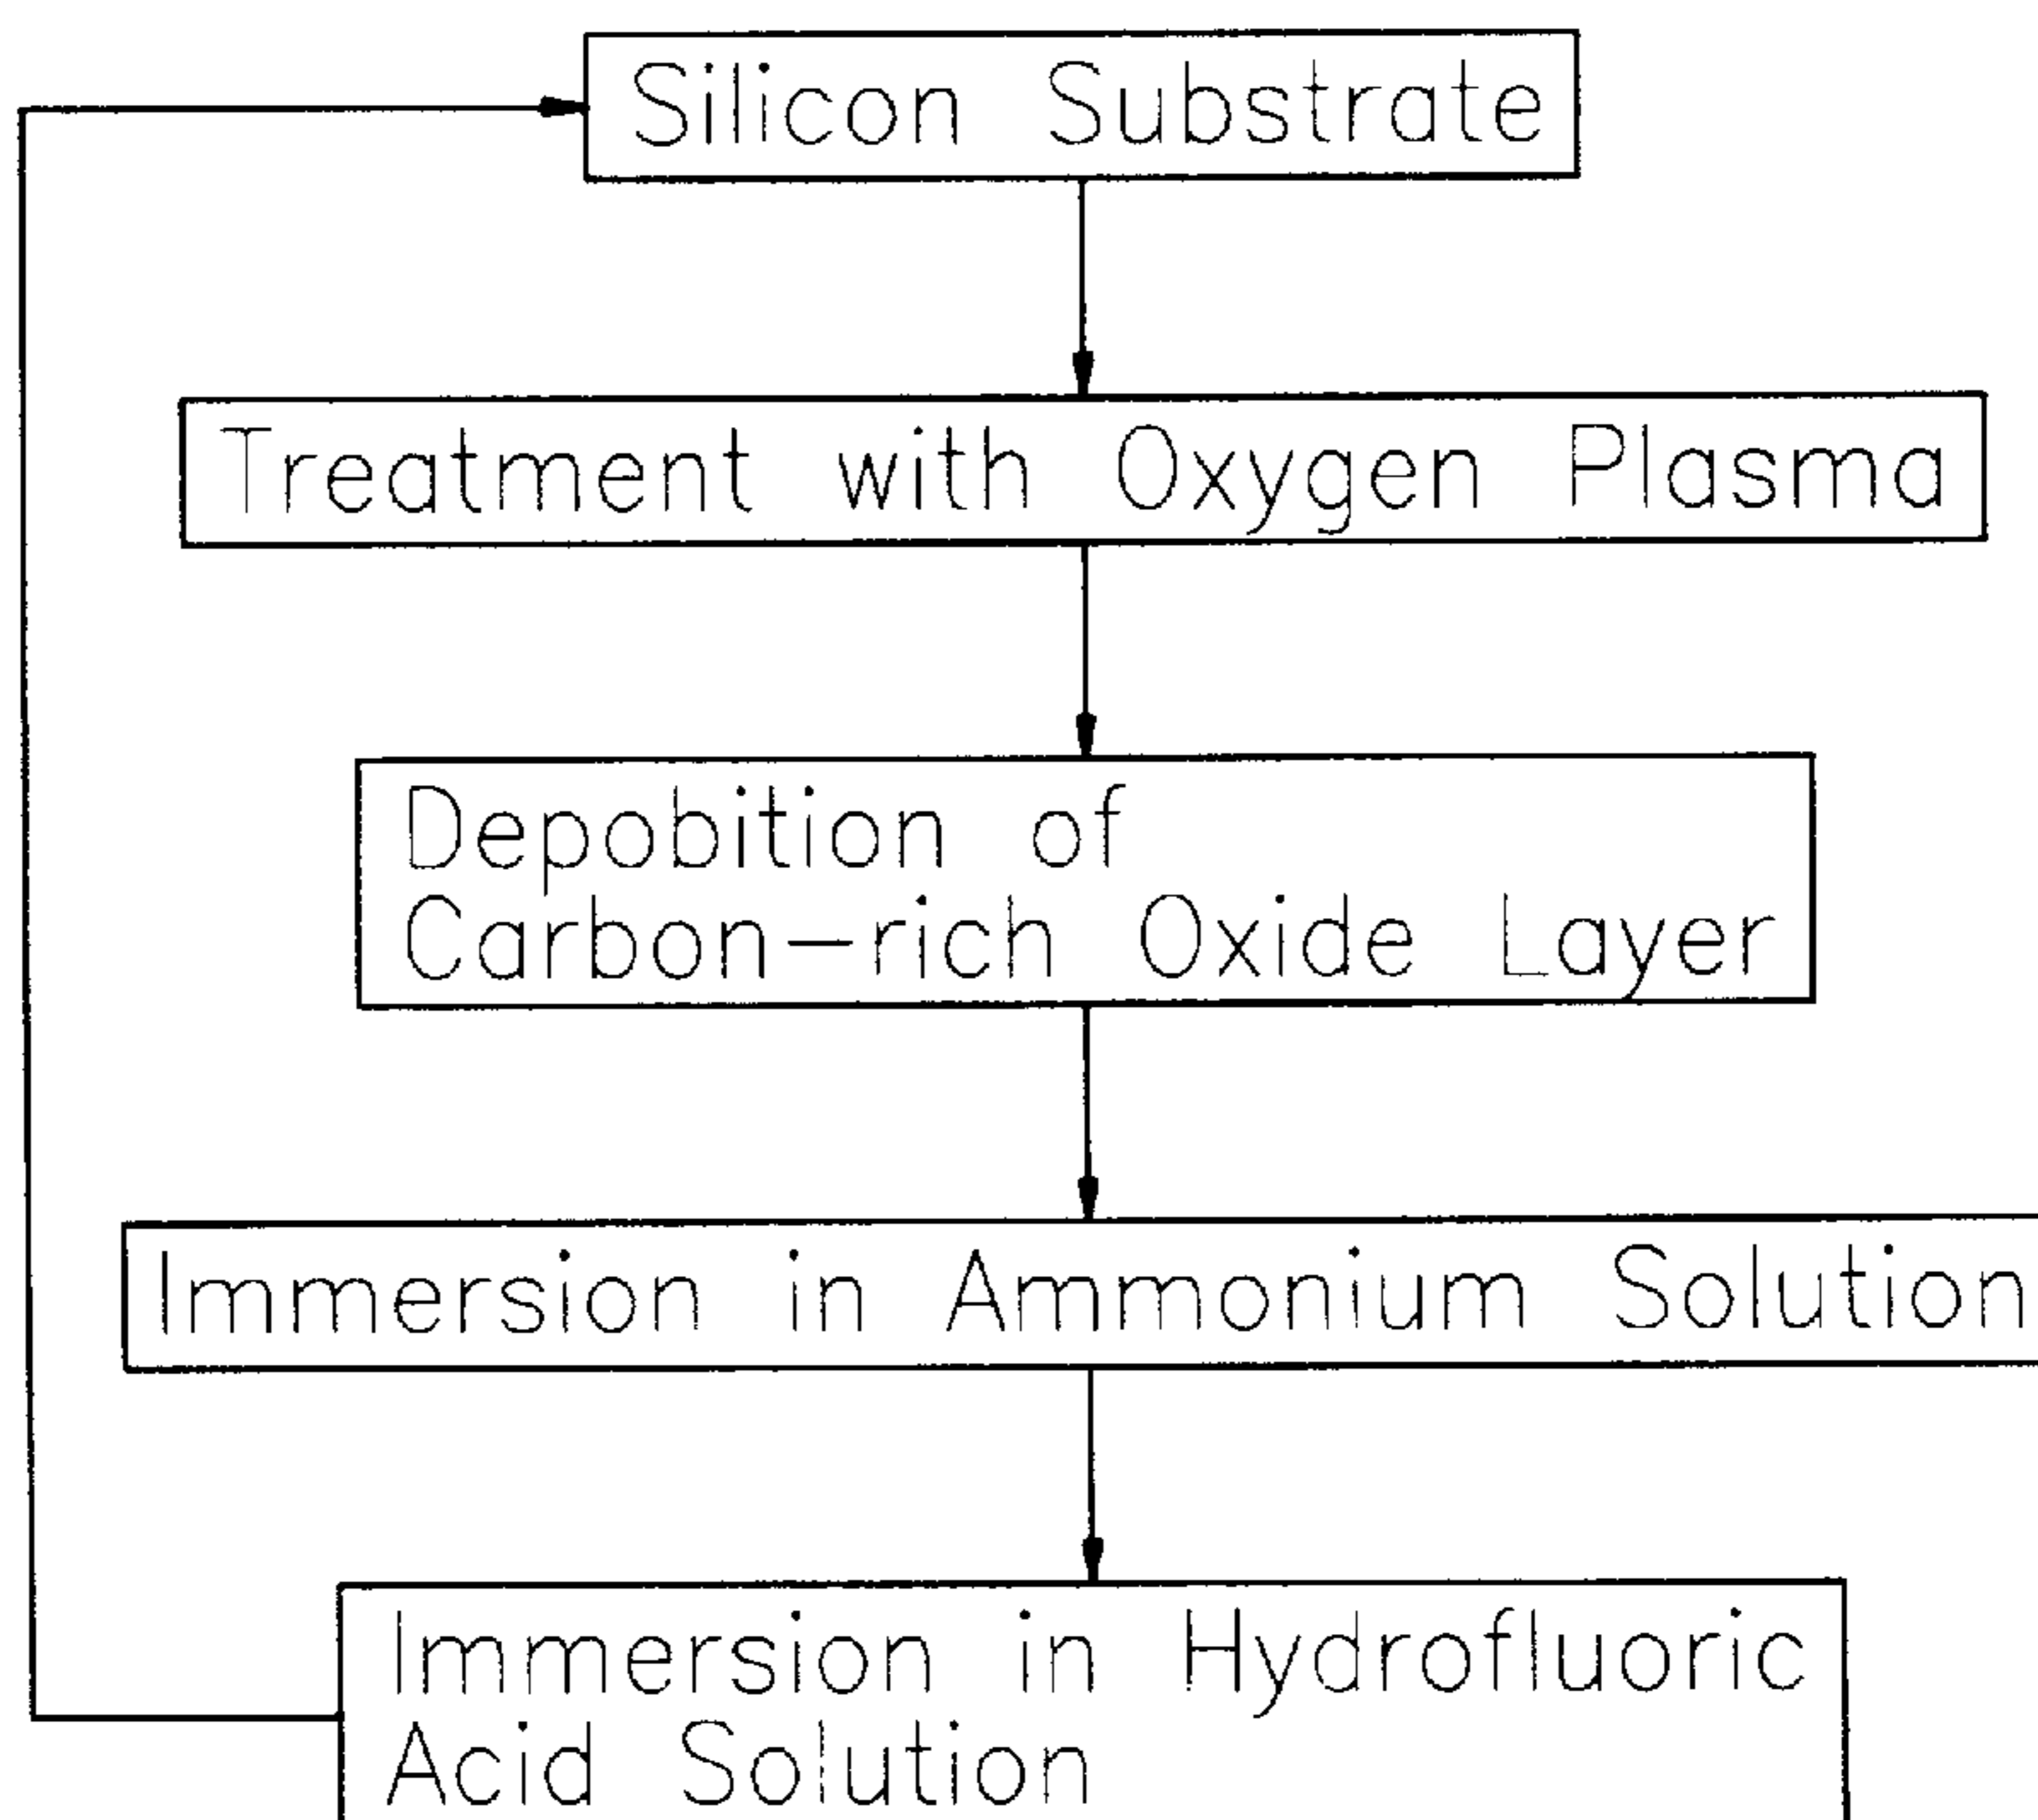 Silicon Substrate
Treatment with Oxygen Plasma
Depobition of
Carbon-rich Oxide Layer
Immersion in Ammonium Solution
Immersion in Hydrofluoric
Acid Solution